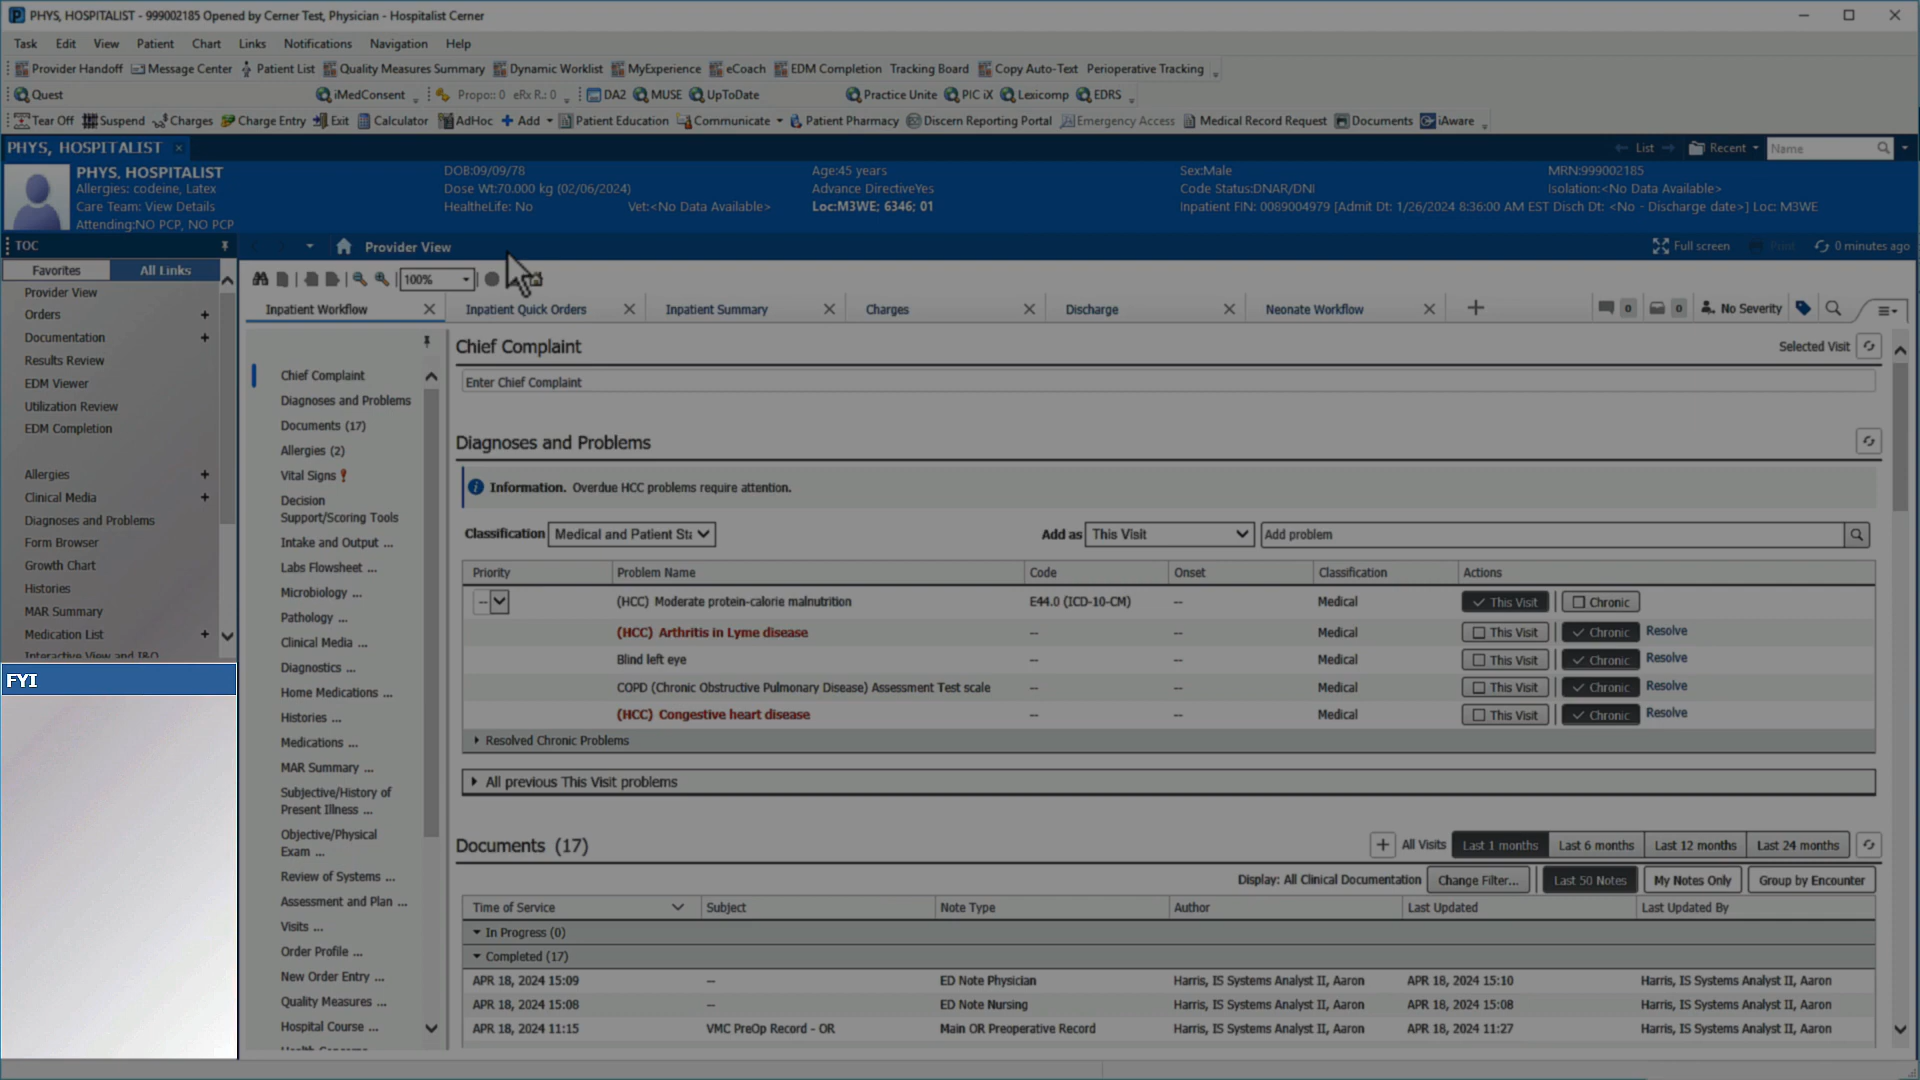 PHYS, HOSPITALIST - 999002185 Opened by Cerner Test, Physician - Hospitalist Cerner
Task Edit View Patient Chart Links Notifications Navigation Help
Provider Handoff Message Center Patient List Quality Measures Summary Dynamic Worklist MyExperience eCoach EDM Completion Tracking Board Copy Auto-Text Perioperative Tracking
Quest iMedConsent Propo:: 0 eRx R.: 0 DA2 MUSE UpToDate Practice Unite PIC iX Lexicomp EDRS
Tear Off Suspend Charges Charge Entry Exit Calculator AdHoc Add Patient Education Communicate Patient Pharmacy Discern Reporting Portal Emergency Access Medical Record Request Documents iAware
PHYS, HOSPITALIST List Recent Name
PHYS, HOSPITALIST DOB:09/09/78 Age:45 years Sex:Male MRN:999002185
Allergies: codeine, Latex Dose Wt:70.000 kg (02/06/2024) Advance DirectiveYes Code Status:DNAR/DNI Isolation:<No Data Available>
Care Team: View Details HealtheLife: No Vet:<No Data Available> Loc:M3WE; 6346; 01 Inpatient FIN: 0089004979 [Admit Dt: 1/26/2024 8:36:00 AM EST Disch Dt: <No - Discharge date>] Loc: M3WE
Attending:NO PCP, NO PCP
TOC Provider View Full screen Print 0 minutes ago
Favorites All Links
100%
Provider View
Orders
Documentation
Results Review
EDM Viewer
Utilization Review
EDM Completion
Allergies
Clinical Media
Diagnoses and Problems
Form Browser
Growth Chart
Histories
MAR Summary
Medication List
Interactive View and I&O
FYI
Inpatient Workflow Inpatient Quick Orders Inpatient Summary Charges Discharge Neonate Workflow 0 0 No Severity
Chief Complaint
Diagnoses and Problems
Documents (17)
Allergies (2)
Vital Signs
Decision
Support/Scoring Tools
Intake and Output ...
Labs Flowsheet ...
Microbiology ...
Pathology ...
Clinical Media ...
Diagnostics ...
Home Medications ...
Histories ...
Medications ...
MAR Summary ...
Subjective/History of
Present Illness ...
Objective/Physical
Exam ...
Review of Systems ...
Assessment and Plan ...
Visits ...
Order Profile ...
New Order Entry ...
Quality Measures ...
Hospital Course ...
Chief Complaint Selected Visit
Enter Chief Complaint
Diagnoses and Problems
Information. Overdue HCC problems require attention.
Classification Medical and Patient Sta Add as This Visit Add problem
Priority Problem Name Code Onset Classification Actions
-- (HCC) Moderate protein-calorie malnutrition E44.0 (ICD-10-CM) -- Medical This Visit Chronic
(HCC) Arthritis in Lyme disease -- -- Medical This Visit Chronic Resolve
Blind left eye -- -- Medical This Visit Chronic Resolve
COPD (Chronic Obstructive Pulmonary Disease) Assessment Test scale -- -- Medical This Visit Chronic Resolve
(HCC) Congestive heart disease -- -- Medical This Visit Chronic Resolve
Resolved Chronic Problems
All previous This Visit problems
Documents (17) All Visits Last 1 months Last 6 months Last 12 months Last 24 months
Display: All Clinical Documentation Change Filter... Last 50 Notes My Notes Only Group by Encounter
Time of Service Subject Note Type Author Last Updated Last Updated By
In Progress (0)
Completed (17)
APR 18, 2024 15:09 -- ED Note Physician Harris, IS Systems Analyst II, Aaron APR 18, 2024 15:10 Harris, IS Systems Analyst II, Aaron
APR 18, 2024 15:08 -- ED Note Nursing Harris, IS Systems Analyst II, Aaron APR 18, 2024 15:08 Harris, IS Systems Analyst II, Aaron
APR 18, 2024 11:15 VMC PreOp Record - OR Main OR Preoperative Record Harris, IS Systems Analyst II, Aaron APR 18, 2024 11:27 Harris, IS Systems Analyst II, Aaron